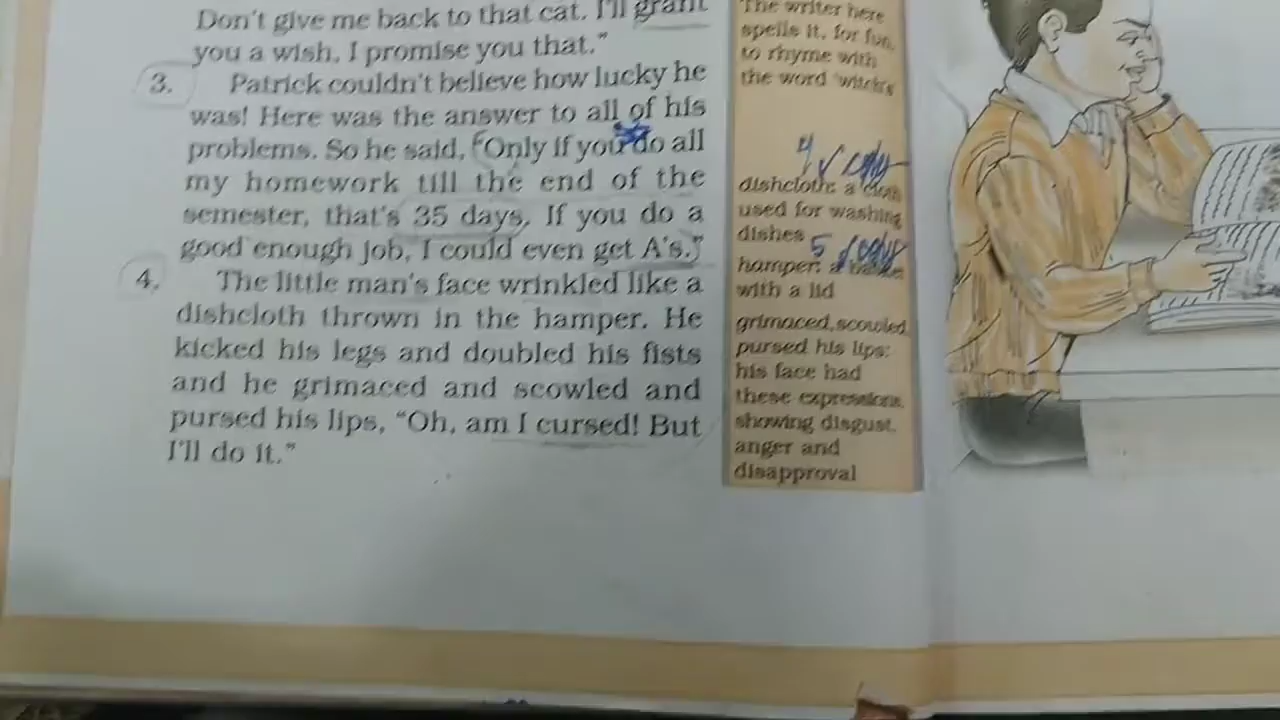 Don't give me back to that cat. I'll grant
you a wish, I promise you that."
3. Patrick couldn't believe how lucky he
was! Here was the answer to all of his
problems. So he said, "Only if you do all
my homework till the end of the
semester, that's 35 days. If you do a
good enough job, I could even get A's."
4. The little man's face wrinkled like a
dishcloth thrown in the hamper. He
kicked his legs and doubled his fists
and he grimaced and scowled and
pursed his lips, "Oh, am I cursed! But
I'll do it."
The writer here
spells it, for fun,
to rhyme with
the word
4
dishcloth: a cloth
used for washing
dishes
5
hamper: a
with a lid
grimaced, scowled,
pursed his lips:
his face had
these expressions,
showing disgust,
anger and
disapproval